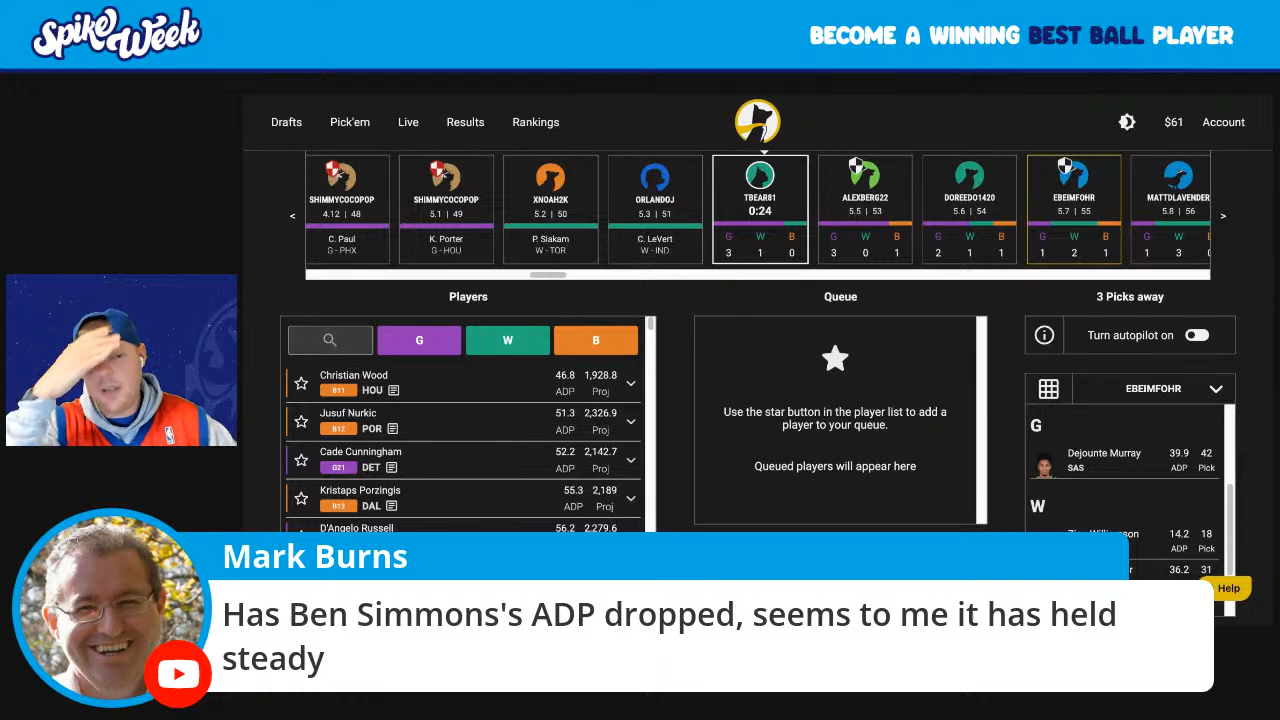 Spike Week
BECOME A WINNING BEST BALL PLAYER
Drafts Pick'em Live Results Rankings $61 Account
SHIMMYCOCOPOP
4.12 | 48
C. Paul
G - PHX
SHIMMYCOCOPOP
5.1 | 49
K. Porter
G - HOU
XNOAH2K
5.2 | 50
P. Siakam
W - TOR
ORLANDOJ
5.3 | 51
C. LeVert
W - IND
TBEAR81
0:24
G W B
3 1 0
ALEXBERG22
5.5 | 53
G W B
3 0 1
DOREEDO1420
5.6 | 54
G W B
2 1 1
EBEIMFOHR
5.7 | 55
G W B
1 2 1
MATTDLAVENDER
5.8 | 56
G W
1 3
< >
Players
G W B
Christian Wood 46.8 1,928.8
B11 HOU ADP Proj
Jusuf Nurkic 51.3 2,326.9
B12 POR ADP Proj
Cade Cunningham 52.2 2,142.7
G21 DET ADP Proj
Kristaps Porzingis 55.3 2,189
B13 DAL ADP Proj
D'Angelo Russell 56.2 2,279.6
Queue
Use the star button in the player list to add a
player to your queue.
Queued players will appear here
3 Picks away
Turn autopilot on
EBEIMFOHR
G
Dejounte Murray 39.9 42
SAS ADP Pick
W
14.2 18
ADP Pick
36.2 31
Help
Mark Burns
Has Ben Simmons's ADP dropped, seems to me it has held
steady